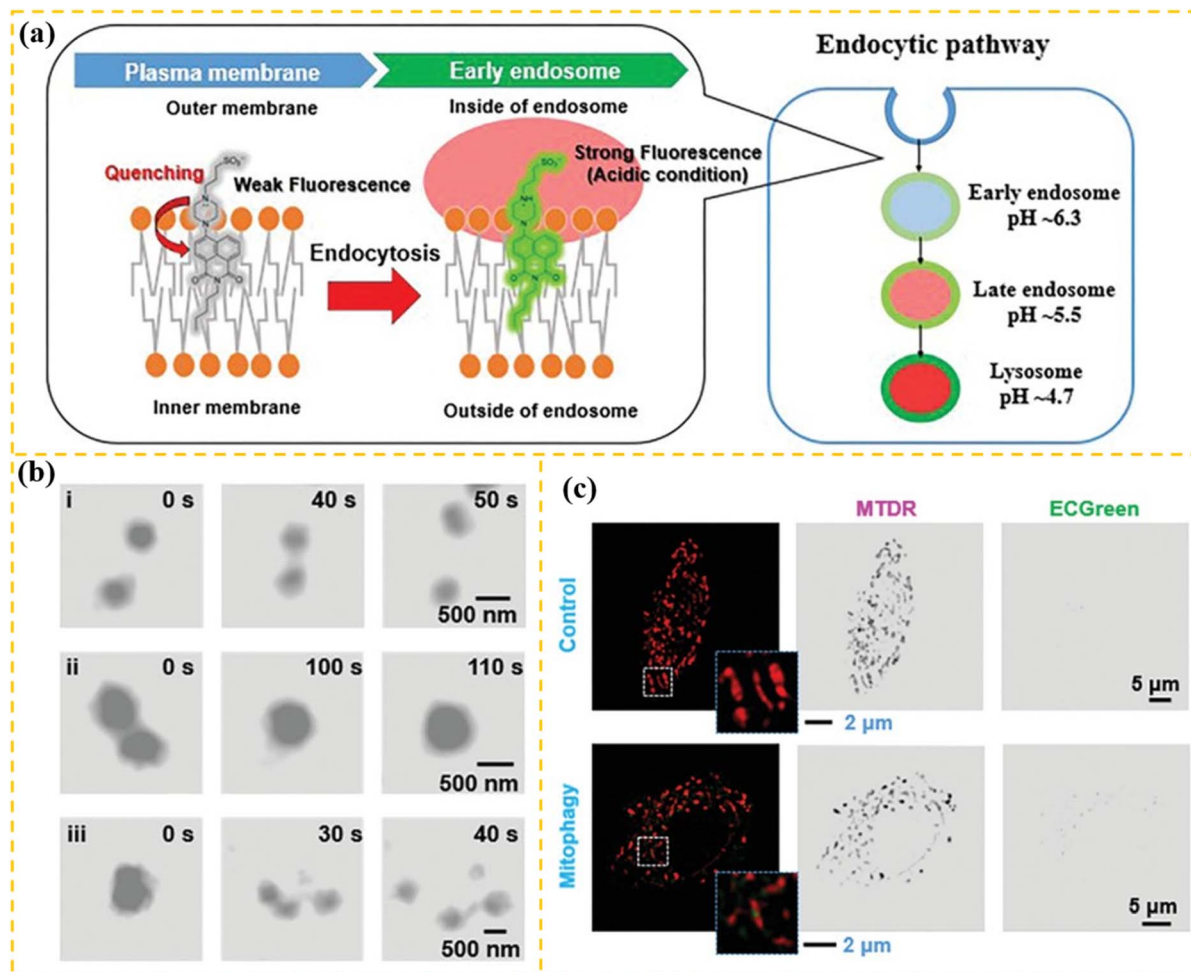 (a)
Plasma membrane
Early endosome
Outer membrane
Inside of endosome
Quenching
Weak Fluorescence
SO₃⁻
N
N
O
N
O
Endocytosis
SO₃⁻
Strong Fluorescence
(Acidic condition)
NH
N
O
N
O
Inner membrane
Outside of endosome
Endocytic pathway
Early endosome
pH ~6.3
Late endosome
pH ~5.5
Lysosome
pH ~4.7
(b)
i
0 s
40 s
50 s
500 nm
ii
0 s
100 s
110 s
500 nm
iii
0 s
30 s
40 s
500 nm
(c)
MTDR
ECGreen
Control
2 µm
5 µm
Mitophagy
2 µm
5 µm